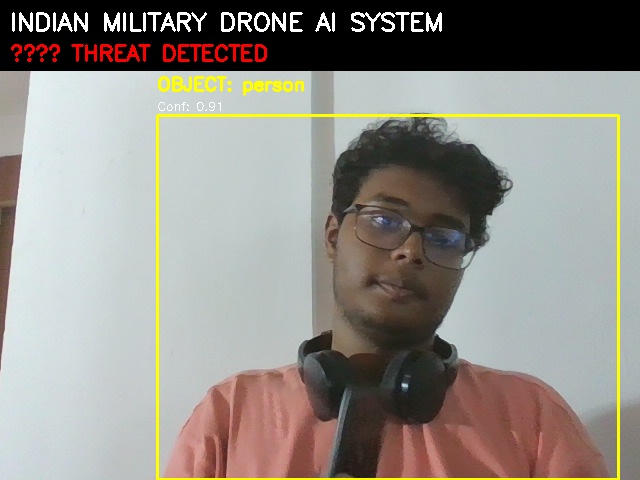 INDIAN MILITARY DRONE AI SYSTEM
???? THREAT DETECTED
OBJECT: person
Conf: 0.91